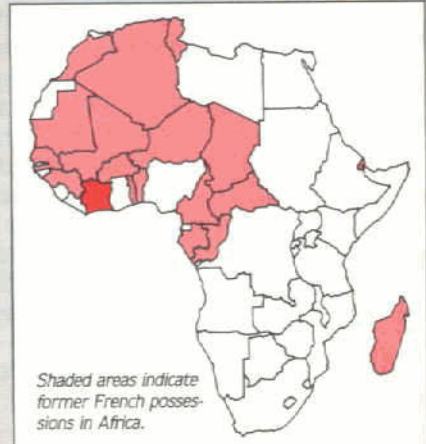 Shaded areas indicate
former French posses-
sions in Africa.